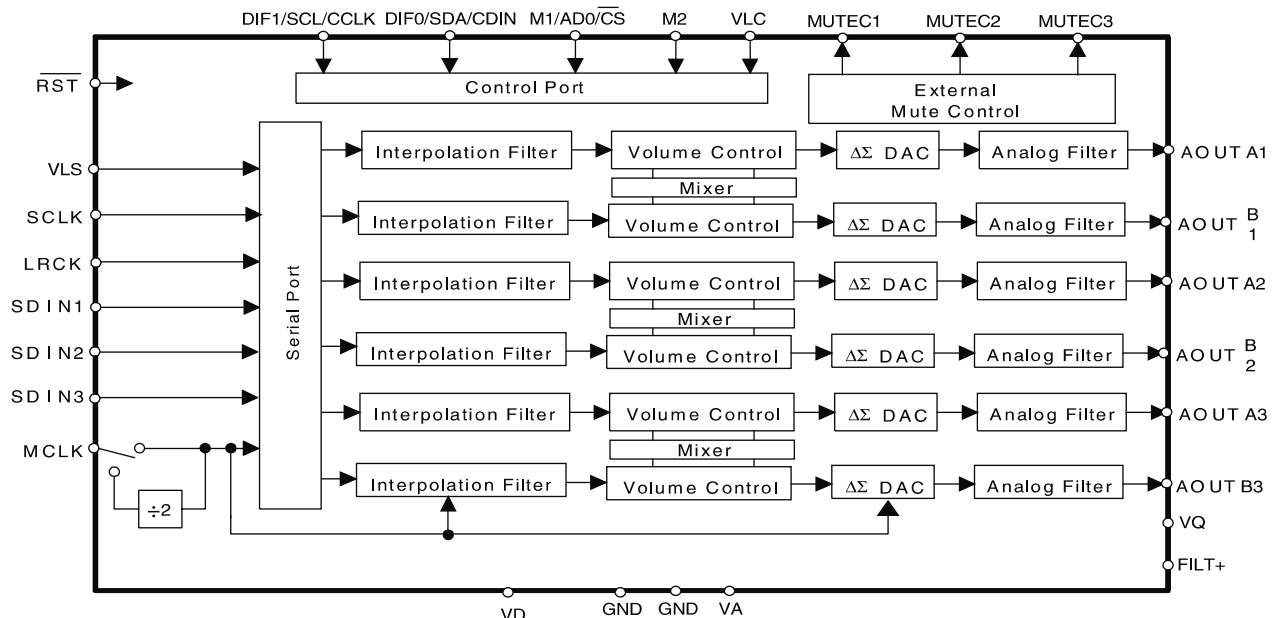 DIF1/SCL/CCLK DIF0/SDA/CDIN M1/AD0/C̅S̅ M2 VLC MUTEC1 MUTEC2 MUTEC3
R̅S̅T̅
Control Port
External
Mute Control
VLS
SCLK
LRCK
SDIN1
SDIN2
SDIN3
MCLK
÷2
Serial Port
Interpolation Filter Volume Control ΔΣ DAC Analog Filter AOUT A1
Mixer
Interpolation Filter Volume Control ΔΣ DAC Analog Filter AOUT B1
Interpolation Filter Volume Control ΔΣ DAC Analog Filter AOUT A2
Mixer
Interpolation Filter Volume Control ΔΣ DAC Analog Filter AOUT B2
Interpolation Filter Volume Control ΔΣ DAC Analog Filter AOUT A3
Mixer
Interpolation Filter Volume Control ΔΣ DAC Analog Filter AOUT B3
VQ
FILT+
VD GND GND VA